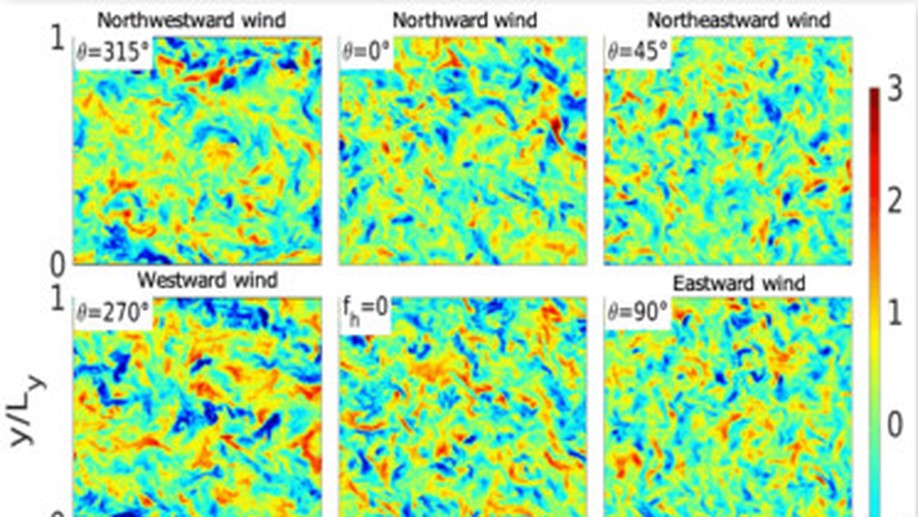 Northwestward wind
Northward wind
Northeastward wind
1
θ=315°
θ=0°
θ=45°
3
2
0
Westward wind
Eastward wind
1
θ=270°
fh=0
θ=90°
1
y/Ly
0